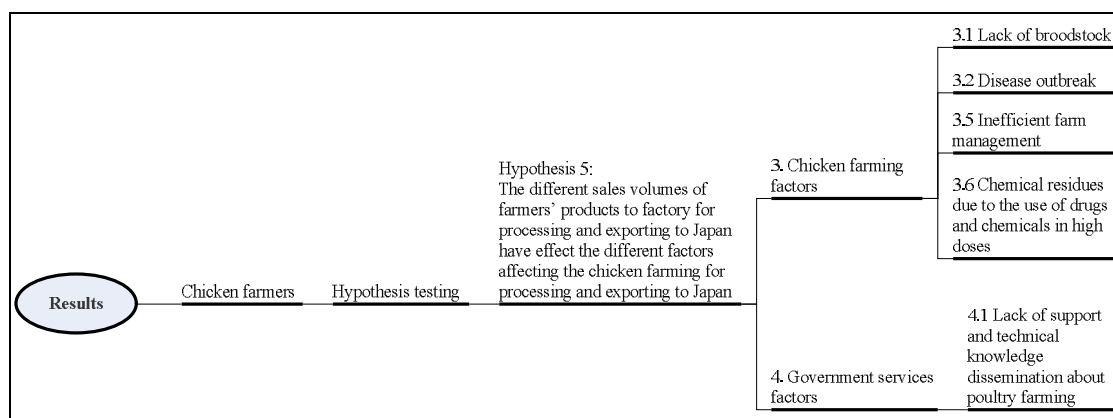 Results
Chicken farmers
Hypothesis testing
Hypothesis 5:
The different sales volumes of
farmers' products to factory for
processing and exporting to Japan
have effect the different factors
affecting the chicken farming for
processing and exporting to Japan
3. Chicken farming
factors
3.1 Lack of broodstock
3.2 Disease outbreak
3.5 Inefficient farm
management
3.6 Chemical residues
due to the use of drugs
and chemicals in high
doses
4. Government services
factors
4.1 Lack of support
and technical
knowledge
dissemination about
poultry farming